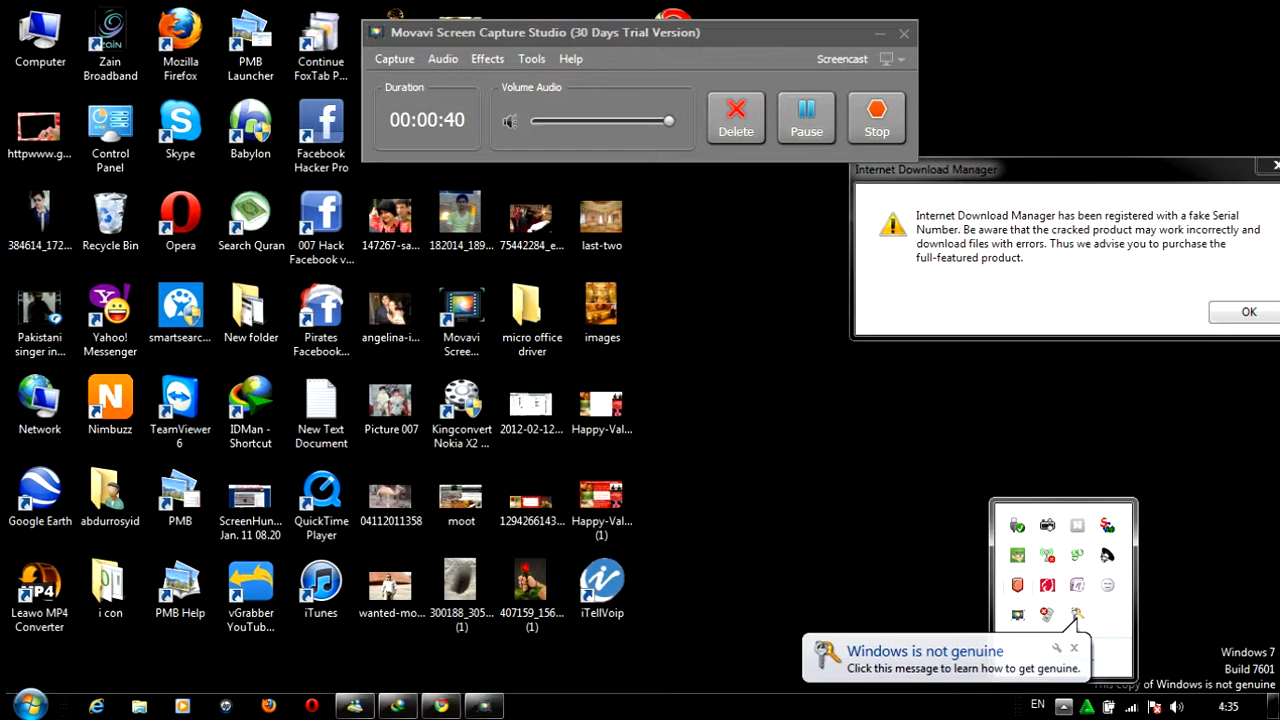 Movavi Screen Capture Studio (30 Days Trial Version)
Capture Audio Effects Tools Help
Screencast
Duration
00:00:40
Volume Audio
Delete
Pause
Stop
Internet Download Manager
Internet Download Manager has been registered with a fake Serial
Number. Be aware that the cracked product may work incorrectly and
download files with errors. Thus we advise you to purchase the
full-featured product.
OK
Computer
Zain
Broadband
Mozilla
Firefox
PMB
Launcher
Continue
FoxTab P...
httpwww.g...
Control
Panel
Skype
Babylon
Facebook
Hacker Pro
384614_172...
Recycle Bin
Opera
Search Quran
007 Hack
Facebook v...
147267-sa...
182014_189...
75442284_e...
last-two
Pakistani
singer in...
Yahoo!
Messenger
smartsearc...
New folder
Pirates
Facebook...
angelina-i...
Movavi
Scree...
micro office
driver
images
Network
Nimbuzz
TeamViewer
6
IDMan -
Shortcut
New Text
Document
Picture 007
Kingconvert
Nokia X2 ...
2012-02-12...
Happy-Val...
Google Earth
abdurrosyid
PMB
ScreenHun...
Jan. 11 08.20
QuickTime
Player
04112011358
moot
1294266143...
Happy-Val...
(1)
MP4
Leawo MP4
Converter
i con
PMB Help
vGrabber
YouTub...
iTunes
wanted-mo...
300188_305...
(1)
407159_156...
(1)
iTellVoip
Windows is not genuine
Click this message to learn how to get genuine.
Windows 7
Build 7601
This copy of Windows is not genuine
EN
4:35